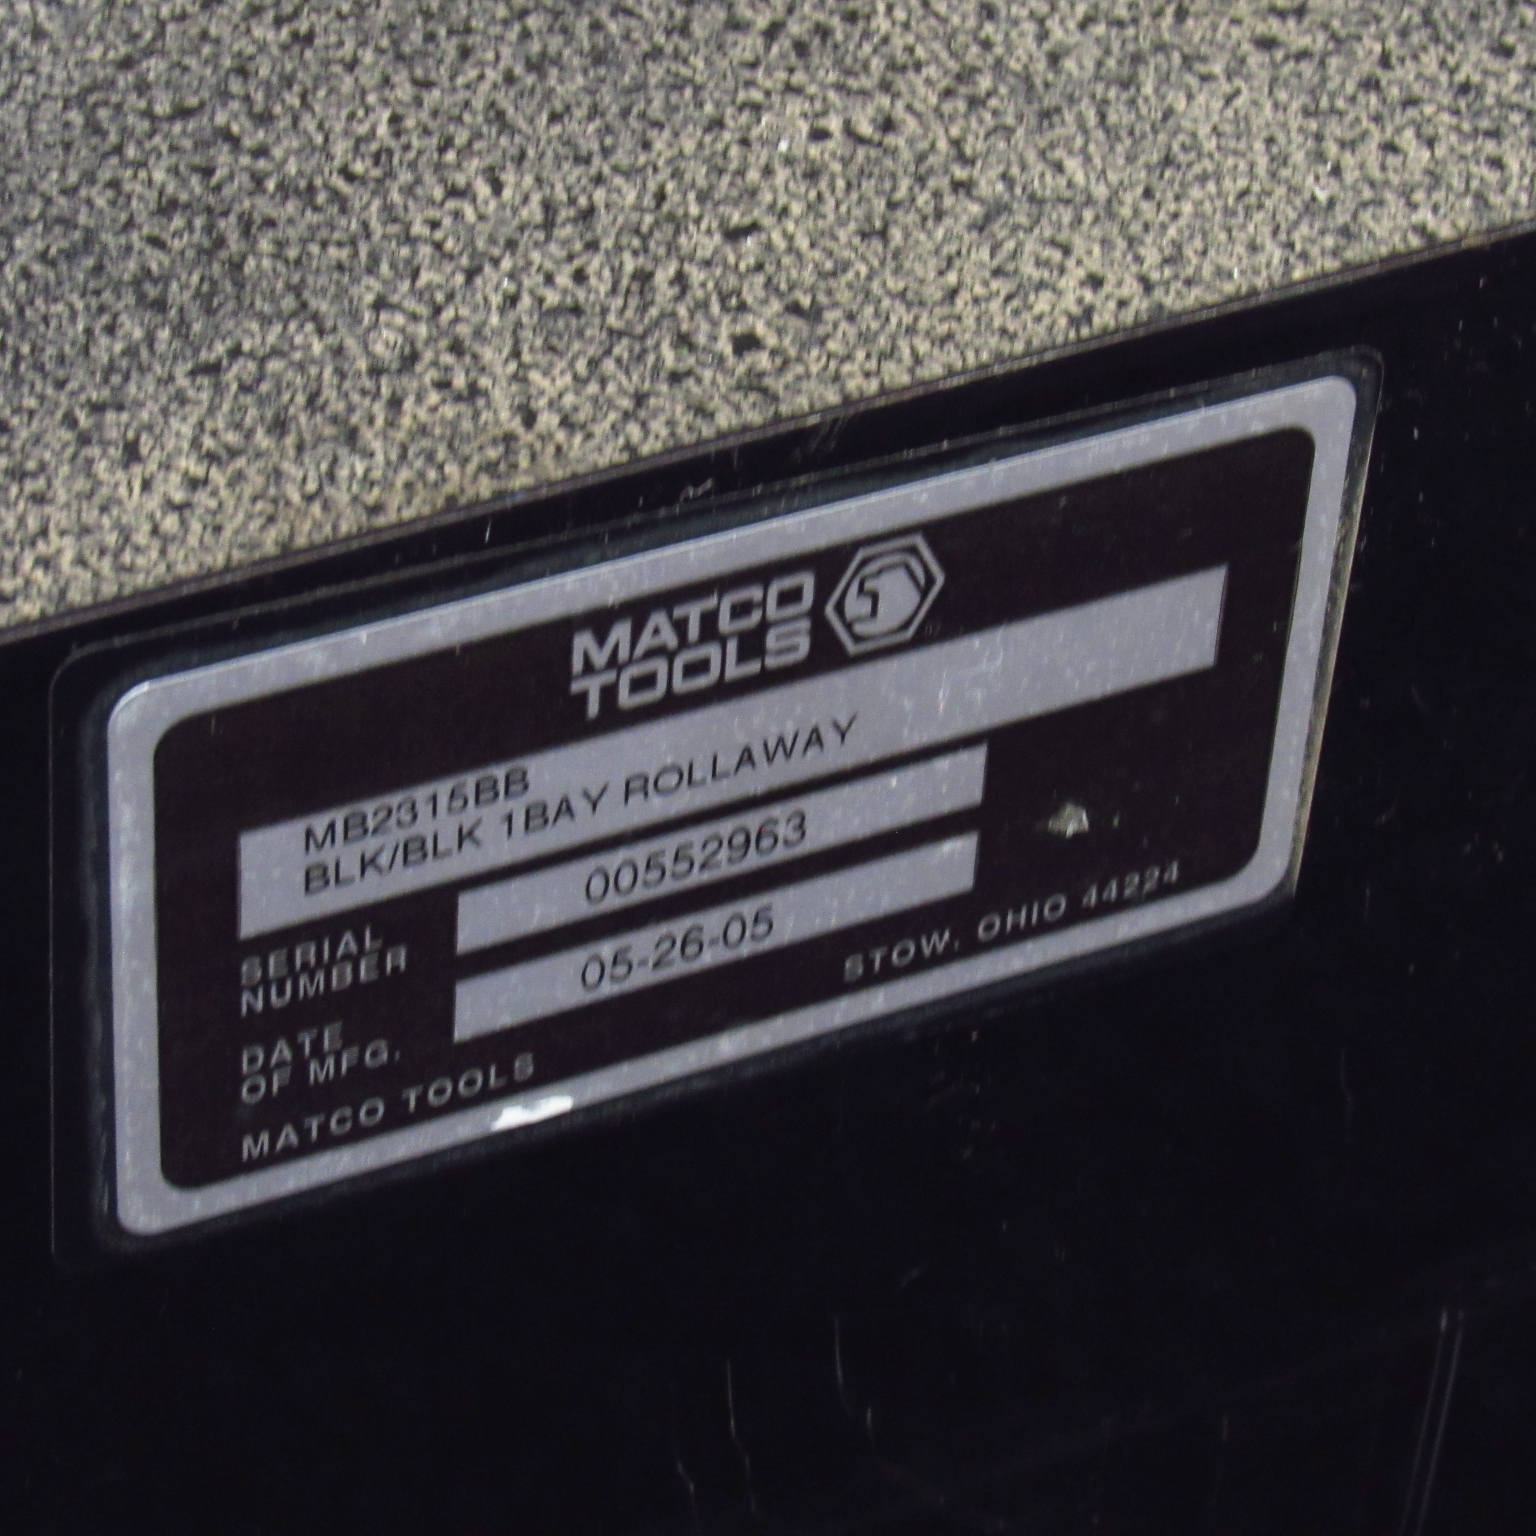 MATCO
TOOLS
MB2315BB
BLK/BLK 1BAY ROLLAWAY
SERIAL
NUMBER
00552963
DATE
OF MFG.
05-26-05
MATCO TOOLS
STOW, OHIO 44224